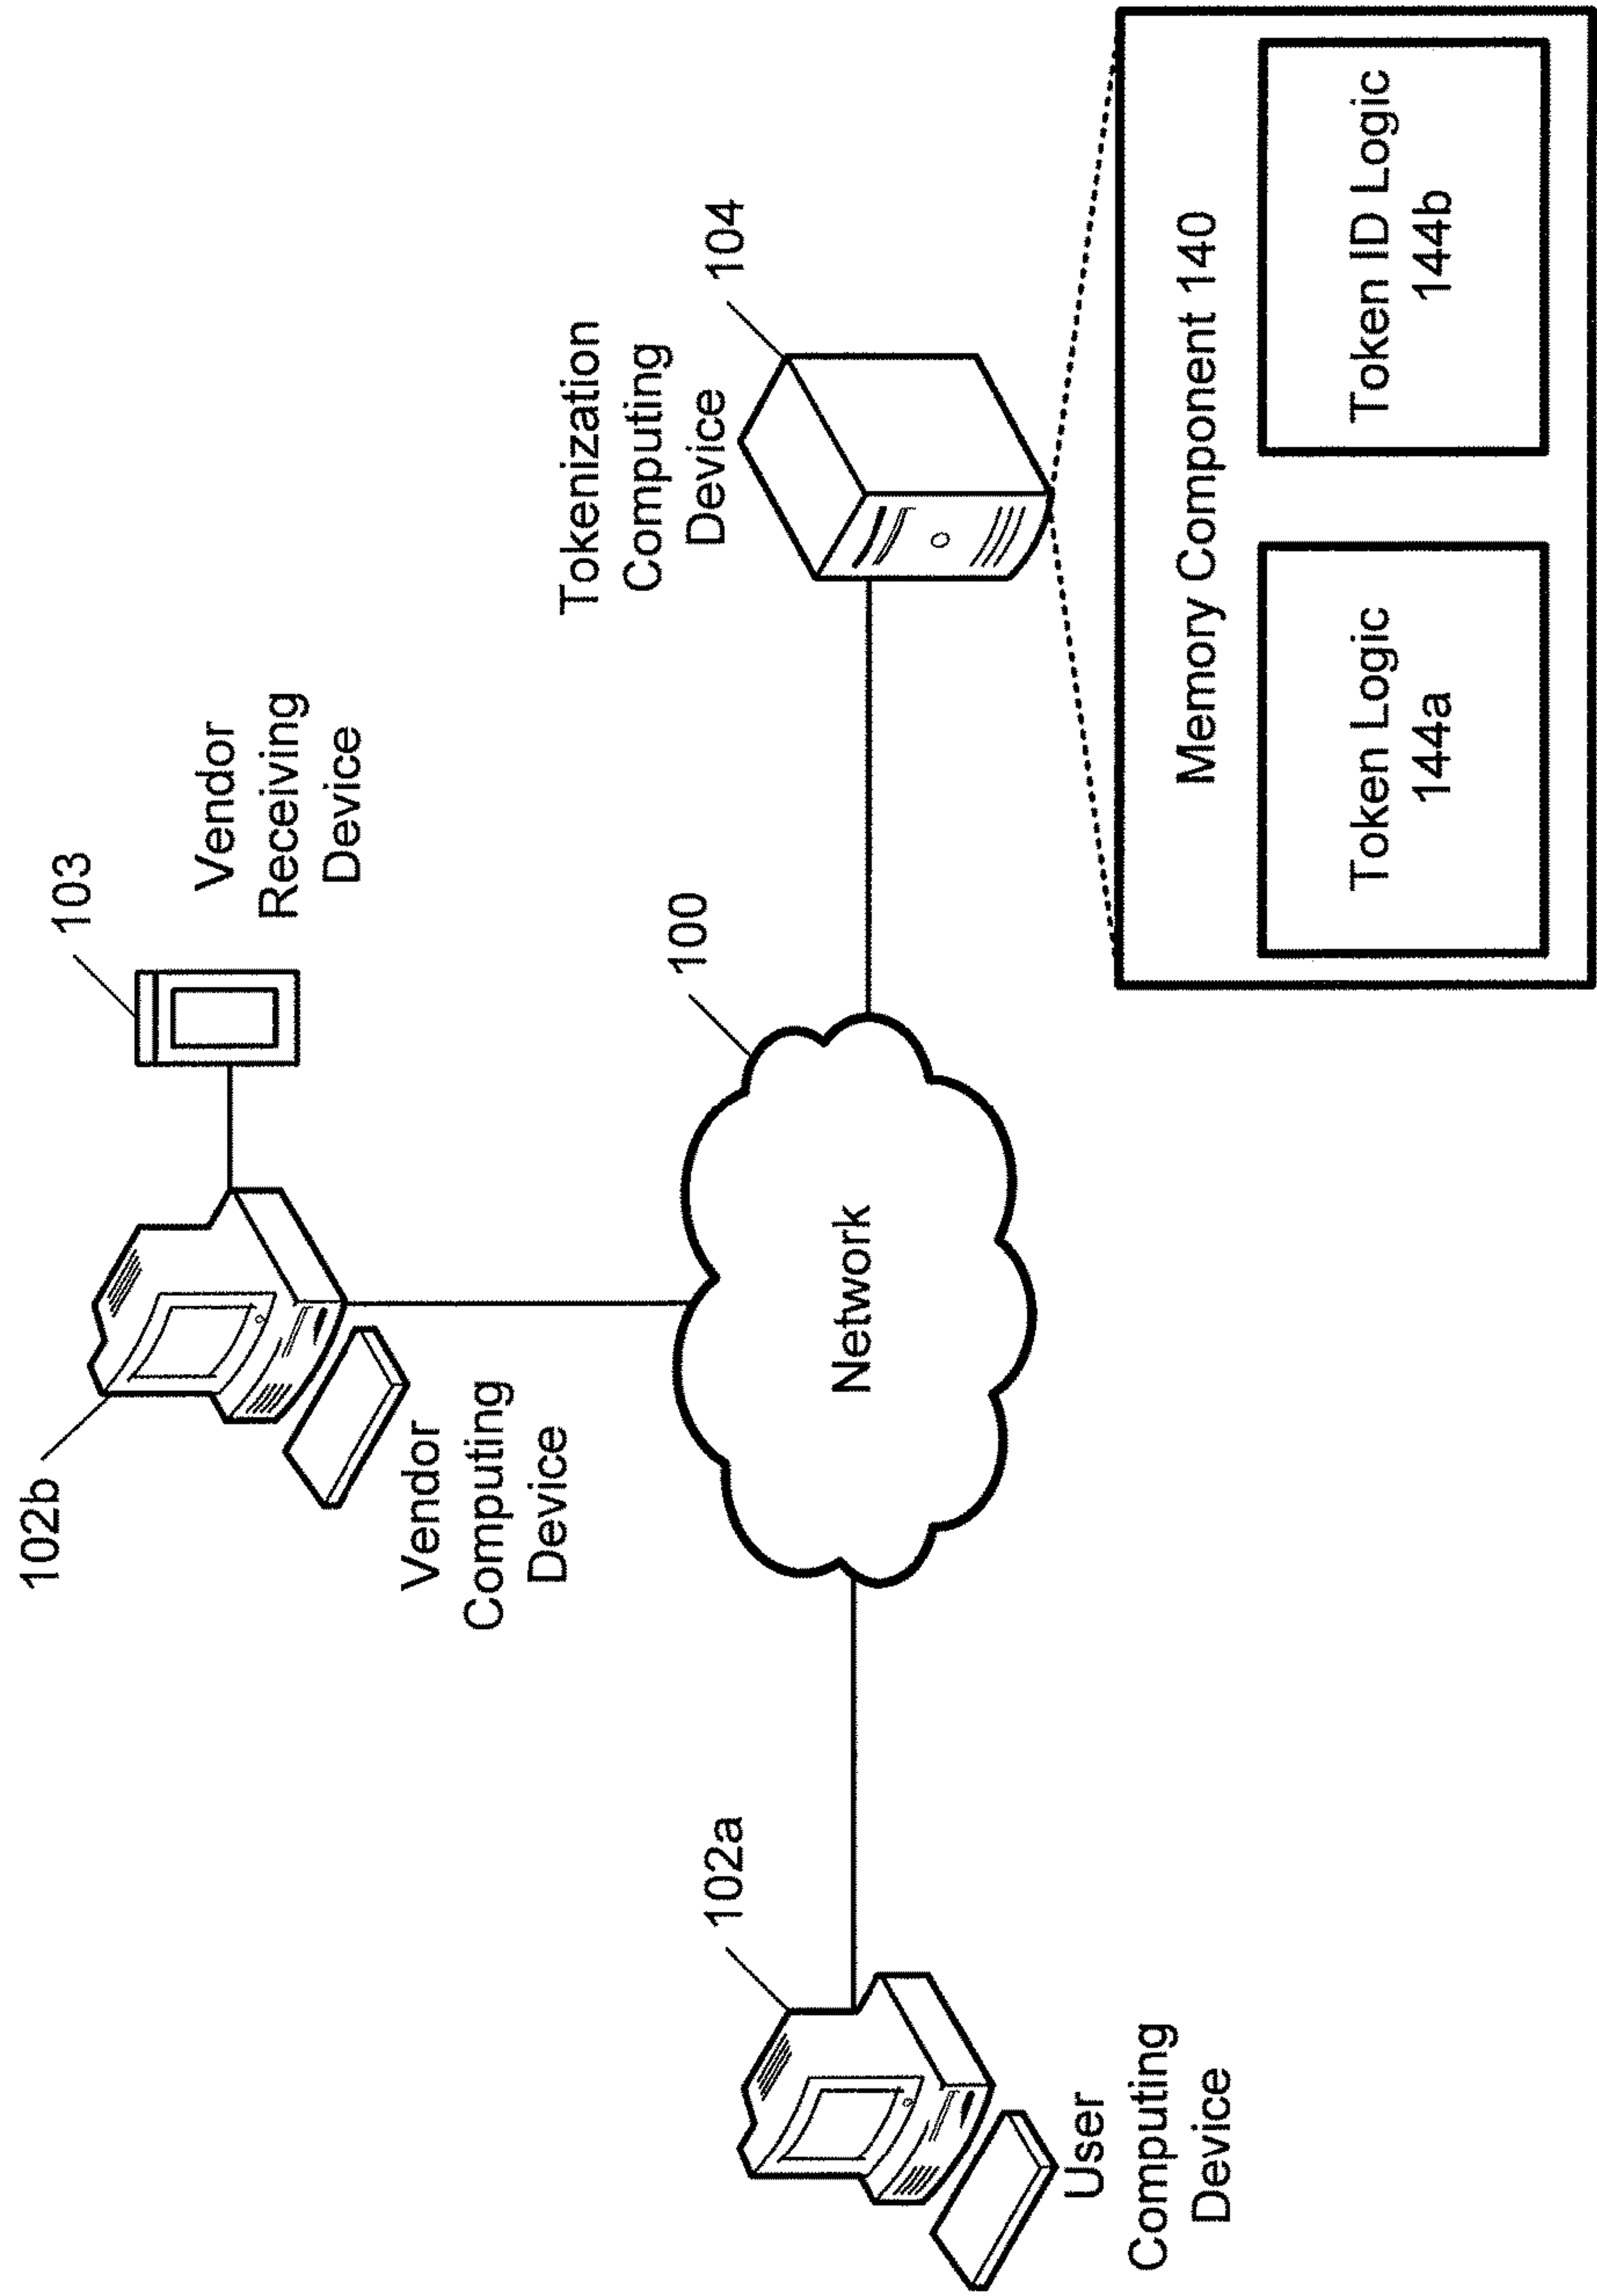 102b
103
Vendor
Receiving
Device
Vendor
Computing
Device
Tokenization
Computing
Device
104
100
Network
102a
User
Computing
Device
Memory Component 140
Token Logic
144a
Token ID Logic
144b